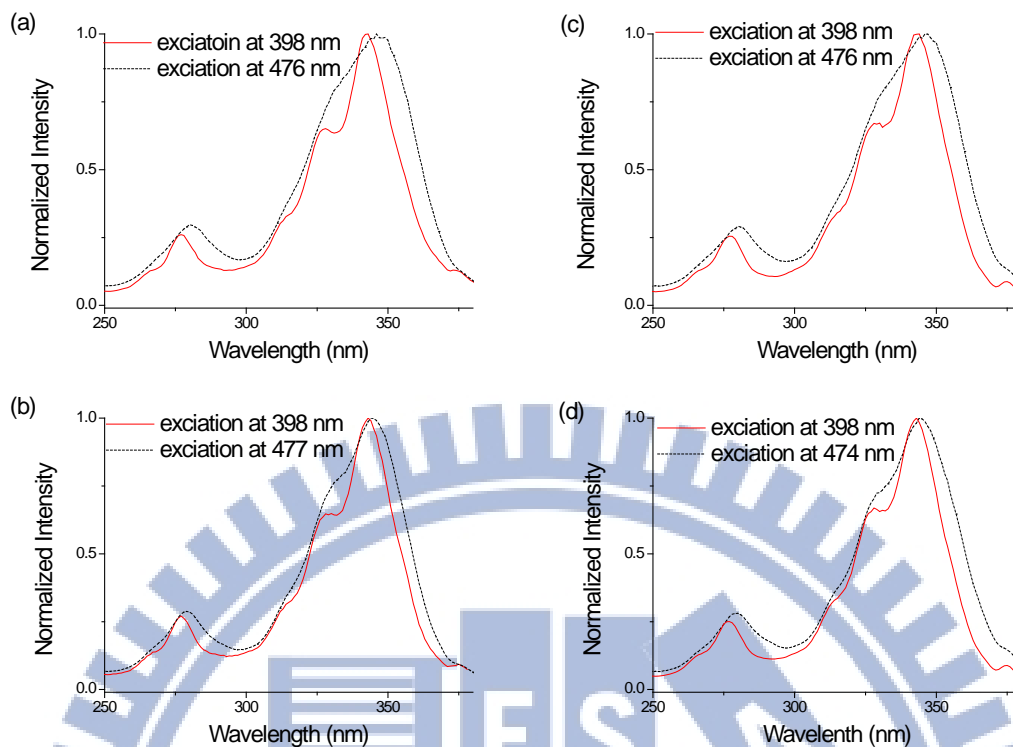 (a)
exciatoin at 398 nm
exciation at 476 nm
1.0
0.5
0.0
Normalized Intensity
250
300
350
Wavelength (nm)
(c)
exciation at 398 nm
exciation at 476 nm
1.0
0.5
0.0
Normalized Intensity
250
300
350
Wavelength (nm)
(b)
exciation at 398 nm
exciation at 477 nm
1.0
0.5
0.0
Normalized Intensity
250
300
350
Wavelength (nm)
(d)
exciation at 398 nm
exciation at 474 nm
1.0
0.5
0.0
Normalized Intensity
250
300
350
Wavelenth (nm)
E S A